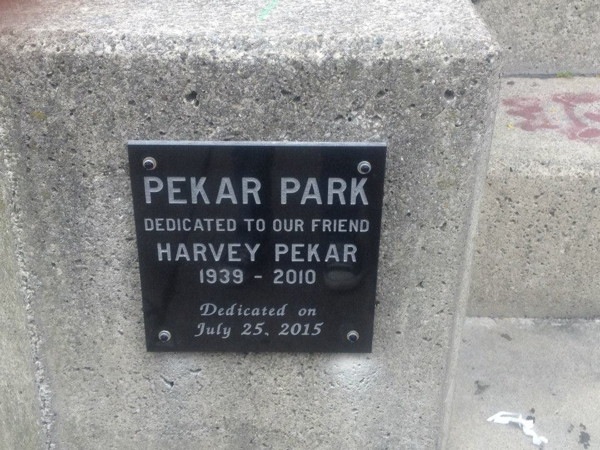 PEKAR PARK
DEDICATED TO OUR FRIEND
HARVEY PEKAR
1939 - 2010
Dedicated on
July 25, 2015